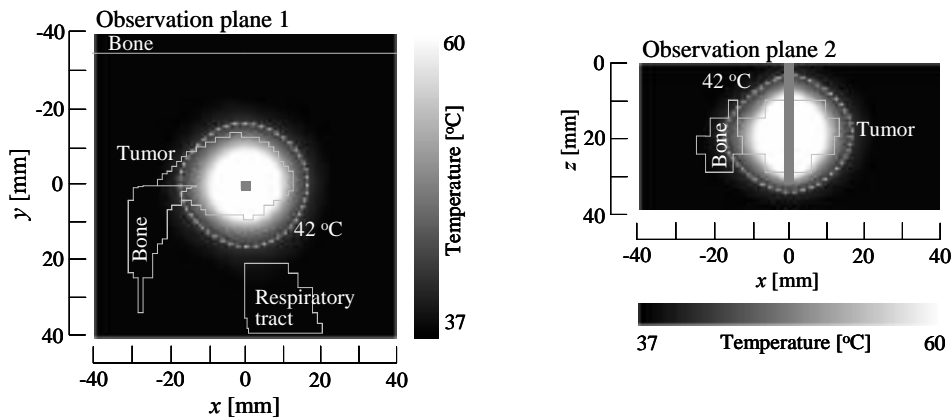 Observation plane 1
-40
-20
0
20
40
y [mm]
Bone
Tumor
42 °C
Bone
Respiratory
tract
-40
-20
0
20
40
x [mm]
60
Temperature [°C]
37
Observation plane 2
0
20
40
z [mm]
42 °C
Bone
Tumor
-40
-20
0
20
40
x [mm]
37
Temperature [°C]
60